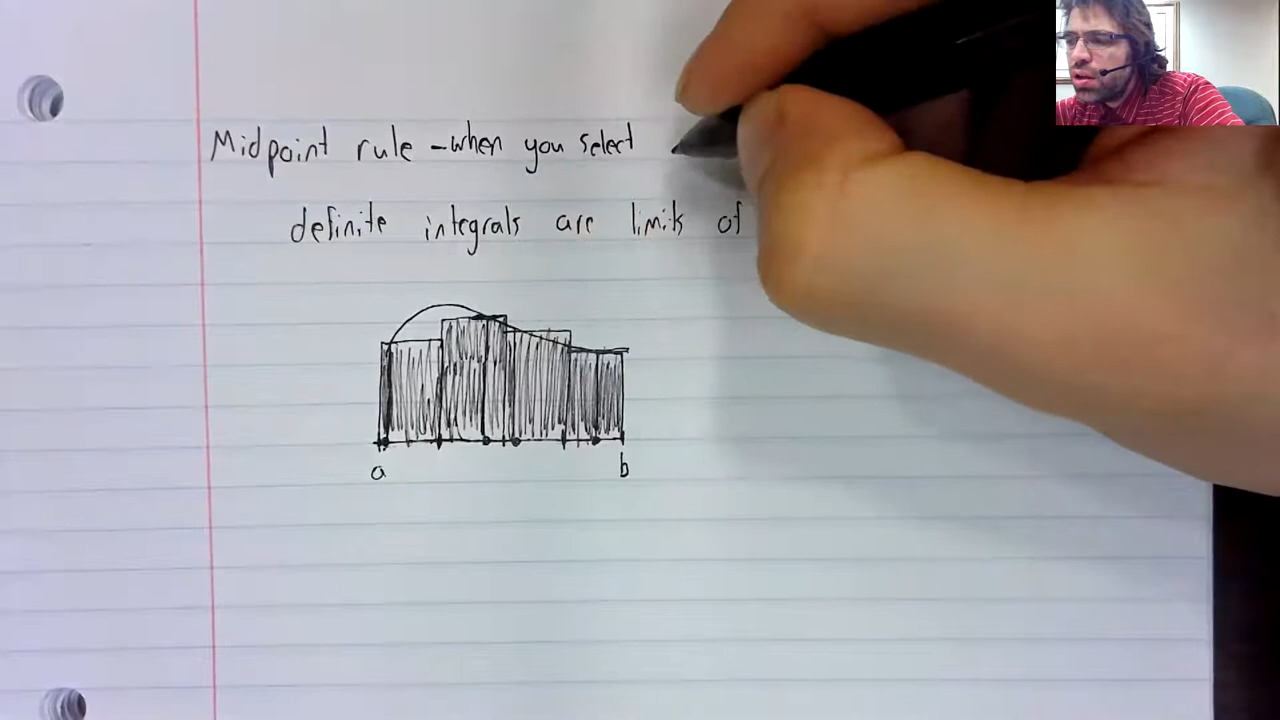 Midpoint rule - when you select
definite integrals are limits of
a b